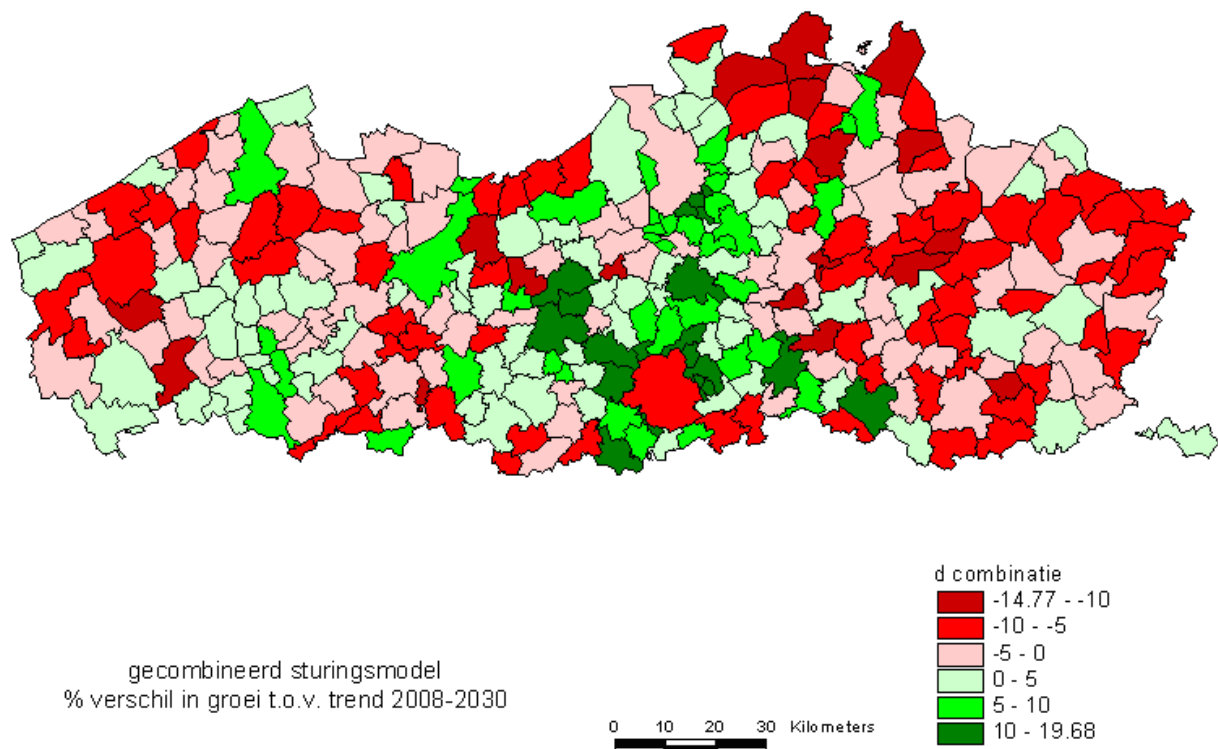 d combinatie
-14.77 - -10
-10 - -5
-5 - 0
0 - 5
5 - 10
10 - 19.68
gecombineerd sturingsmodel
% verschil in groei t.o.v. trend 2008-2030
0 10 20 30 Kilometers